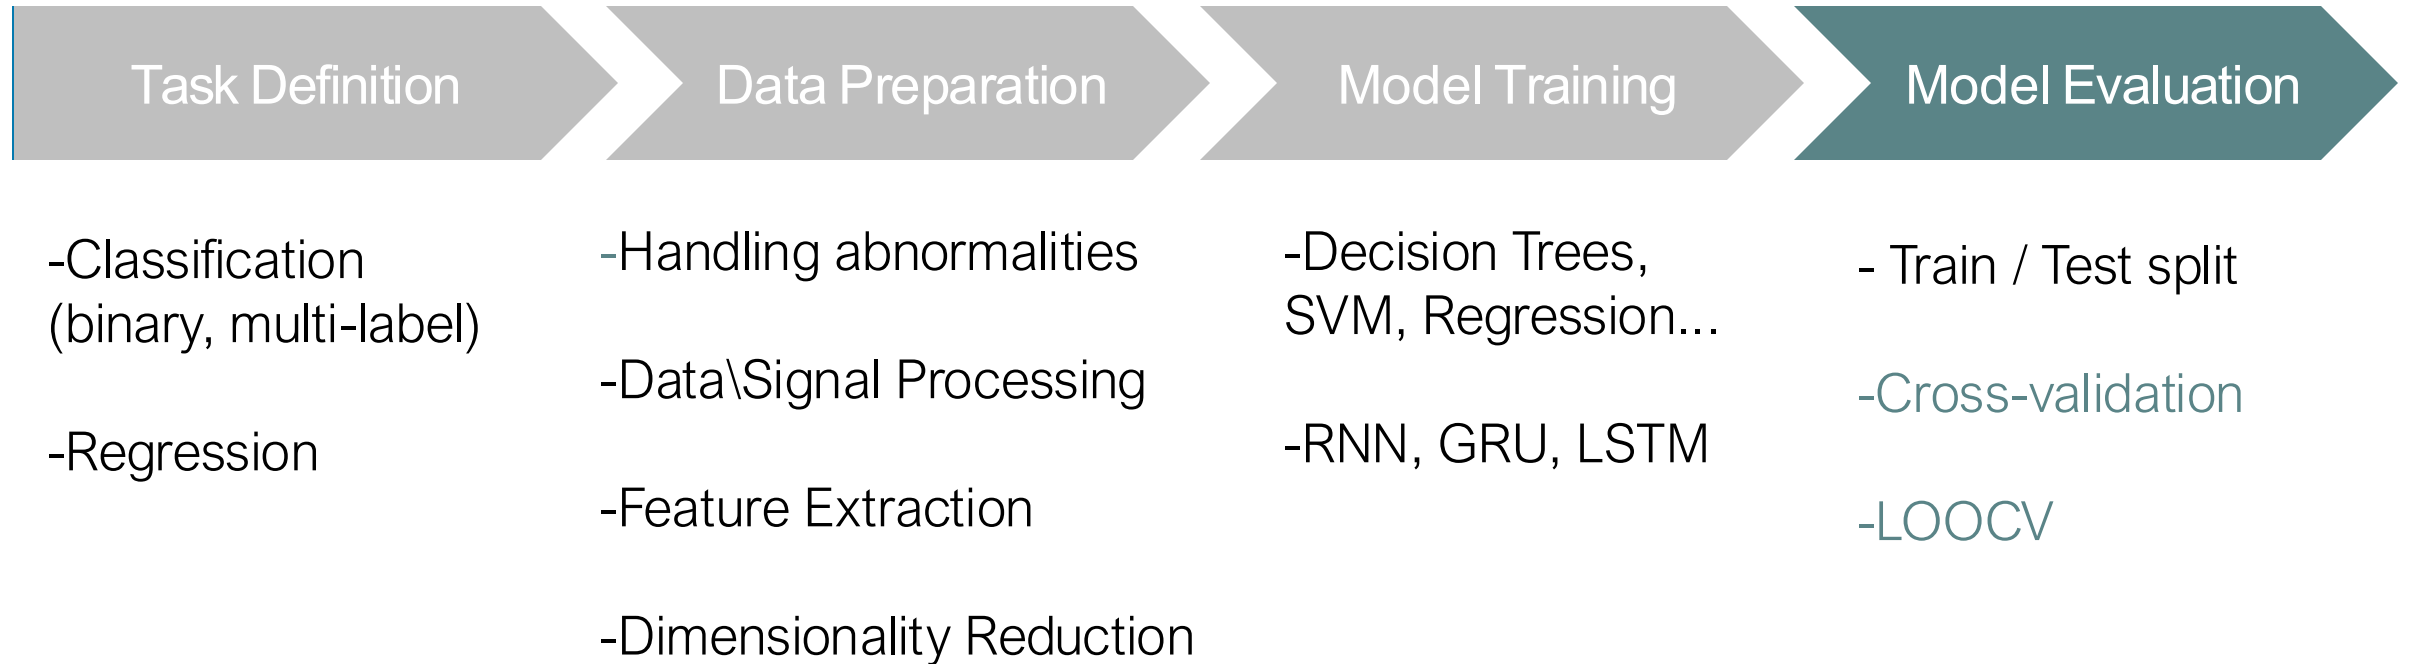 Task Definition
Data Preparation
Model Training
Model Evaluation
-Classification
(binary, multi-label)
-Regression
-Handling abnormalities
-Data\Signal Processing
-Feature Extraction
-Dimensionality Reduction
-Decision Trees,
SVM, Regression...
-RNN, GRU, LSTM
- Train / Test split
-Cross-validation
-LOOCV